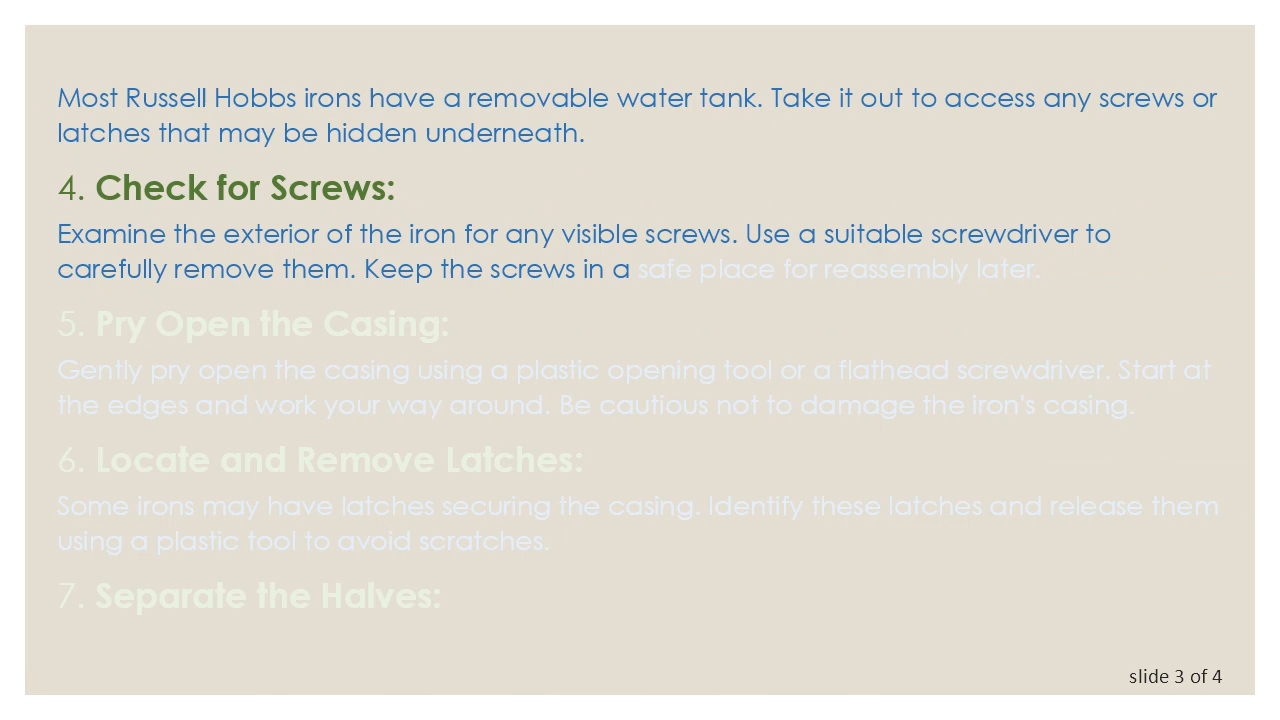 Most Russell Hobbs irons have a removable water tank. Take it out to access any screws or
latches that may be hidden underneath.
4. Check for Screws:
Examine the exterior of the iron for any visible screws. Use a suitable screwdriver to
carefully remove them. Keep the screws in a safe place for reassembly later.
5. Pry Open the Casing:
Gently pry open the casing using a plastic opening tool or a flathead screwdriver. Start at
the edges and work your way around. Be cautious not to damage the iron's casing.
6. Locate and Remove Latches:
Some irons may have latches securing the casing. Identify these latches and release them
using a plastic tool to avoid scratches.
7. Separate the Halves:
slide 3 of 4